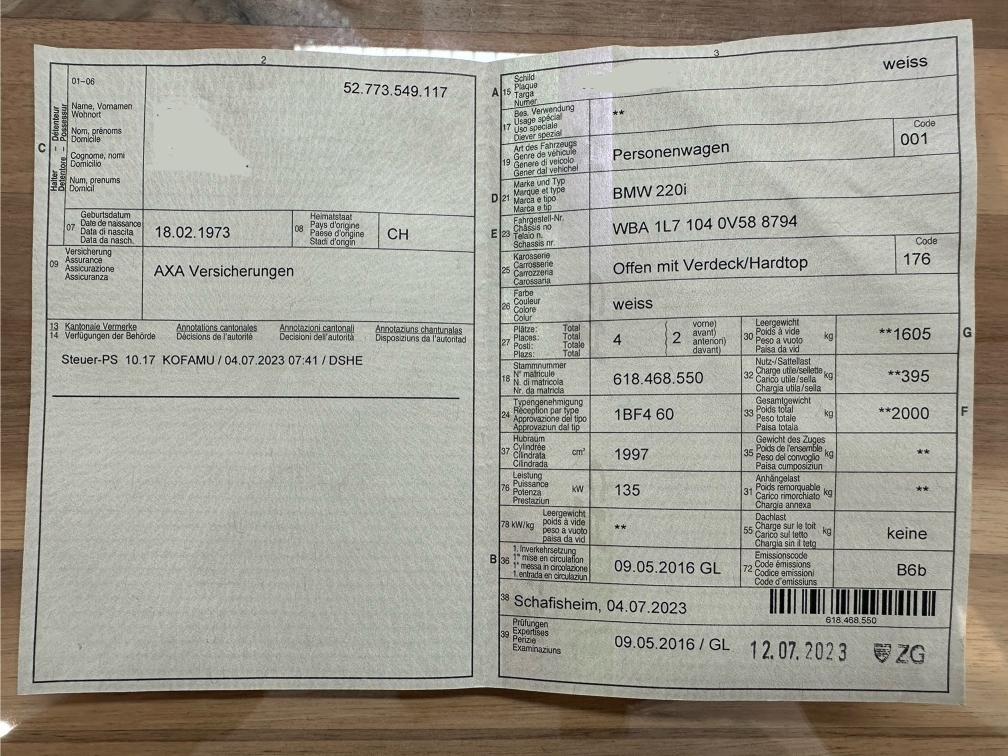 2
01-06
52.773.549.117
Halter – Détenteur
Detentore – Possessur
C
Name, Vornamen
Wohnort
Nom, prénoms
Domicile
Cognome, nomi
Domicilio
Num, prenums
Domicil
07
Geburtsdatum
Date de naissance
Data di nascita
Data da nasch.
18.02.1973
08
Heimatstaat
Pays d'origine
Paese d'origine
Stadi d'origin
CH
09
Versicherung
Assurance
Assicurazione
Assicuranza
AXA Versicherungen
13 Kantonale Vermerke Annotations cantonales Annotazioni cantonali Annotaziuns chantunalas
14 Verfügungen der Behörde Décisions de l'autorité Decisioni dell'autorità Disposiziuns da l'autoritad
Steuer-PS 10.17 KOFAMU / 04.07.2023 07:41 / DSHE
3
A 15
Schild
Plaque
Targa
Numer
weiss
17
Bes. Verwendung
Usage spécial
Uso speciale
Diever spezial
**
19
Art des Fahrzeugs
Genre de véhicule
Genere di veicolo
Gener dal vehichel
Personenwagen
Code
001
D 21
Marke und Typ
Marque et type
Marca e tipo
Marca e tip
BMW 220i
E 23
Fahrgestell-Nr.
Châssis no
Telaio n.
Schassis nr.
WBA 1L7 104 0V58 8794
25
Karosserie
Carrosserie
Carrozzeria
Carossaria
Offen mit Verdeck/Hardtop
Code
176
26
Farbe
Couleur
Colore
Colur
weiss
27
Plätze: Total
Places: Total
Posti: Totale
Plazs: Total
4
2
vorne)
avant)
anteriori)
davant)
30
Leergewicht
Poids à vide
Peso a vuoto
Paisa da vid
kg
**1605
G
18
Stammnummer
N° matricule
N. di matricola
Nr. da matricla
618.468.550
32
Nutz-/Sattellast
Charge utile/sellette
Carico utile/sella
Chargia utila/sella
kg
**395
24
Typengenehmigung
Réception par type
Approvazione del tipo
Approvaziun dal tip
1BF4 60
33
Gesamtgewicht
Poids total
Peso totale
Paisa totala
kg
**2000
F
37
Hubraum
Cylindrée
Cilindrata
Cilindrada
cm³
1997
35
Gewicht des Zuges
Poids de l'ensemble
Peso del convoglio
Paisa cumposiziun
kg
**
76
Leistung
Puissance
Potenza
Prestaziun
kW
135
31
Anhängelast
Poids remorquable
Carico rimorchiato
Chargia annexa
kg
**
78 kW/kg
Leergewicht
poids à vide
peso a vuoto
paisa da vid
**
55
Dachlast
Charge sur le toit
Carico sul tetto
Chargia sin il tetg
kg
keine
B 36
1. Inverkehrsetzung
1re mise en circulation
1a messa in circolazione
1. entrada en circulaziun
09.05.2016 GL
72
Emissionscode
Code émissions
Codice emissioni
Code d'emissiuns
B6b
38
Schafisheim, 04.07.2023
618.468.550
39
Prüfungen
Expertises
Perizie
Examinaziuns
09.05.2016 / GL
12.07.2023
ZG